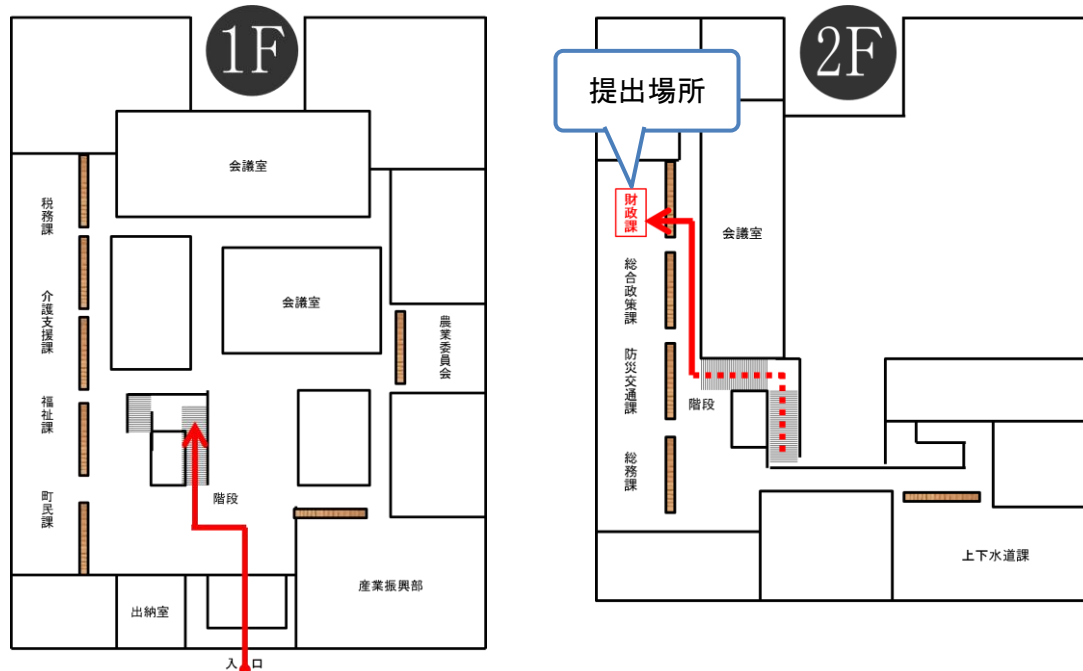 1F
会議室
税務課
会議室
介護支援課
農業委員会
福祉課
階段
町民課
産業振興部
出納室
入口
2F
提出場所
財政課
会議室
総合政策課
防災交通課
階段
総務課
上下水道課